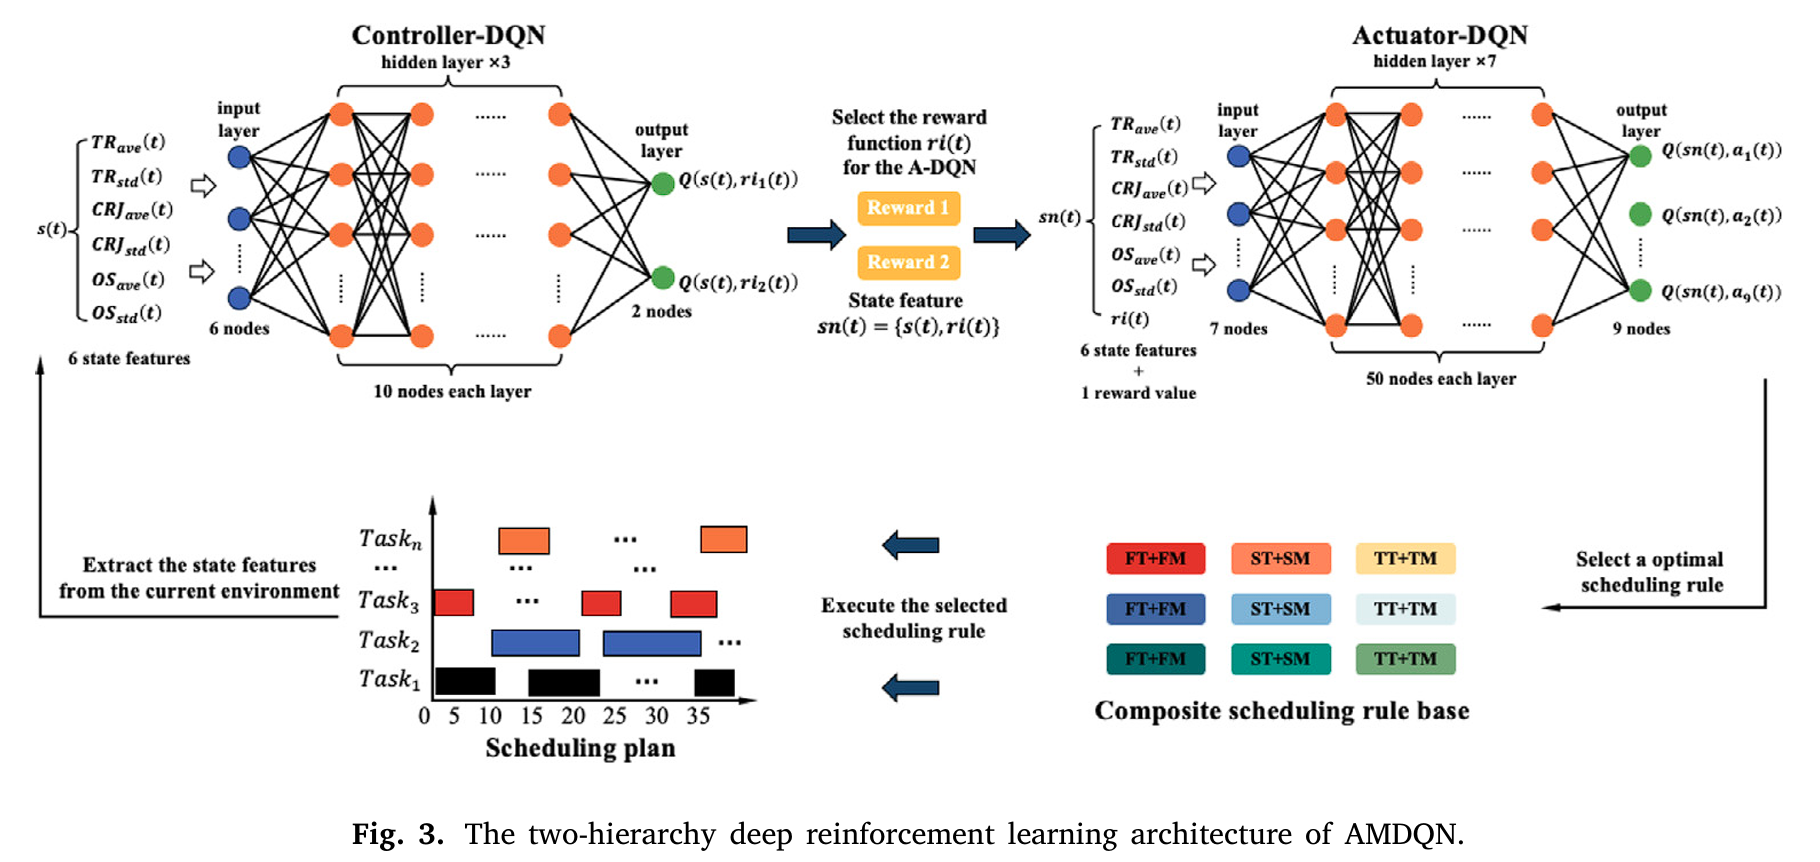 Controller-DQN
hidden layer ×3
input
layer
TRave(t)
TRstd(t)
CRJave(t)
s(t)
CRJstd(t)
OSave(t)
OSstd(t)
6 nodes
6 state features
......
......
......
......
10 nodes each layer
output
layer
Q(s(t),ri1(t))
Q(s(t),ri2(t))
2 nodes
Select the reward
function ri(t)
for the A-DQN
Reward 1
Reward 2
State feature
sn(t) = {s(t),ri(t)}
Actuator-DQN
hidden layer ×7
input
layer
TRave(t)
TRstd(t)
CRJave(t)
sn(t)
CRJstd(t)
OSave(t)
OSstd(t)
ri(t)
7 nodes
6 state features
+
1 reward value
......
......
......
......
50 nodes each layer
output
layer
Q(sn(t),a1(t))
Q(sn(t),a2(t))
Q(sn(t),a9(t))
9 nodes
Extract the state features
from the current environment
Taskn ...
... ... ...
Task3 ...
Task2 ...
Task1 ...
0 5 10 15 20 25 30 35
Scheduling plan
Execute the selected
scheduling rule
FT+FM ST+SM TT+TM
FT+FM ST+SM TT+TM
FT+FM ST+SM TT+TM
Composite scheduling rule base
Select a optimal
scheduling rule
Fig. 3. The two-hierarchy deep reinforcement learning architecture of AMDQN.